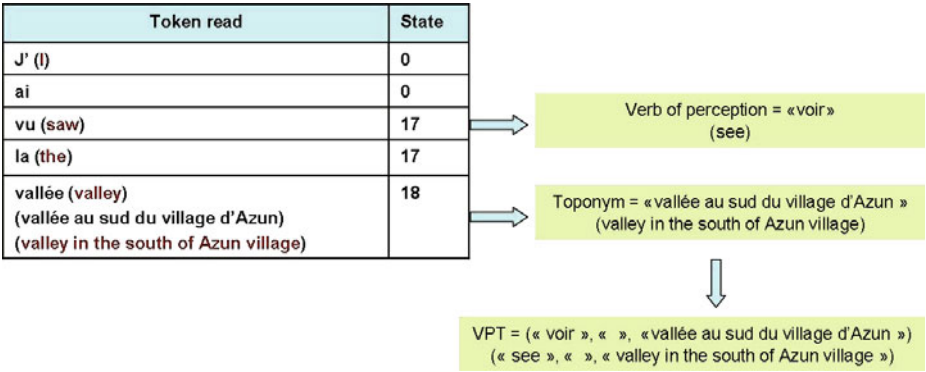 Token read State
J' (I) 0
ai 0
vu (saw) 17
la (the) 17
vallée (valley) 18
(vallée au sud du village d'Azun)
(valley in the south of Azun village)
Verb of perception = «voir»
(see)
Toponym = «vallée au sud du village d'Azun »
(valley in the south of Azun village)
VPT = (« voir », «  », «vallée au sud du village d'Azun »)
(« see », «  », « valley in the south of Azun village »)